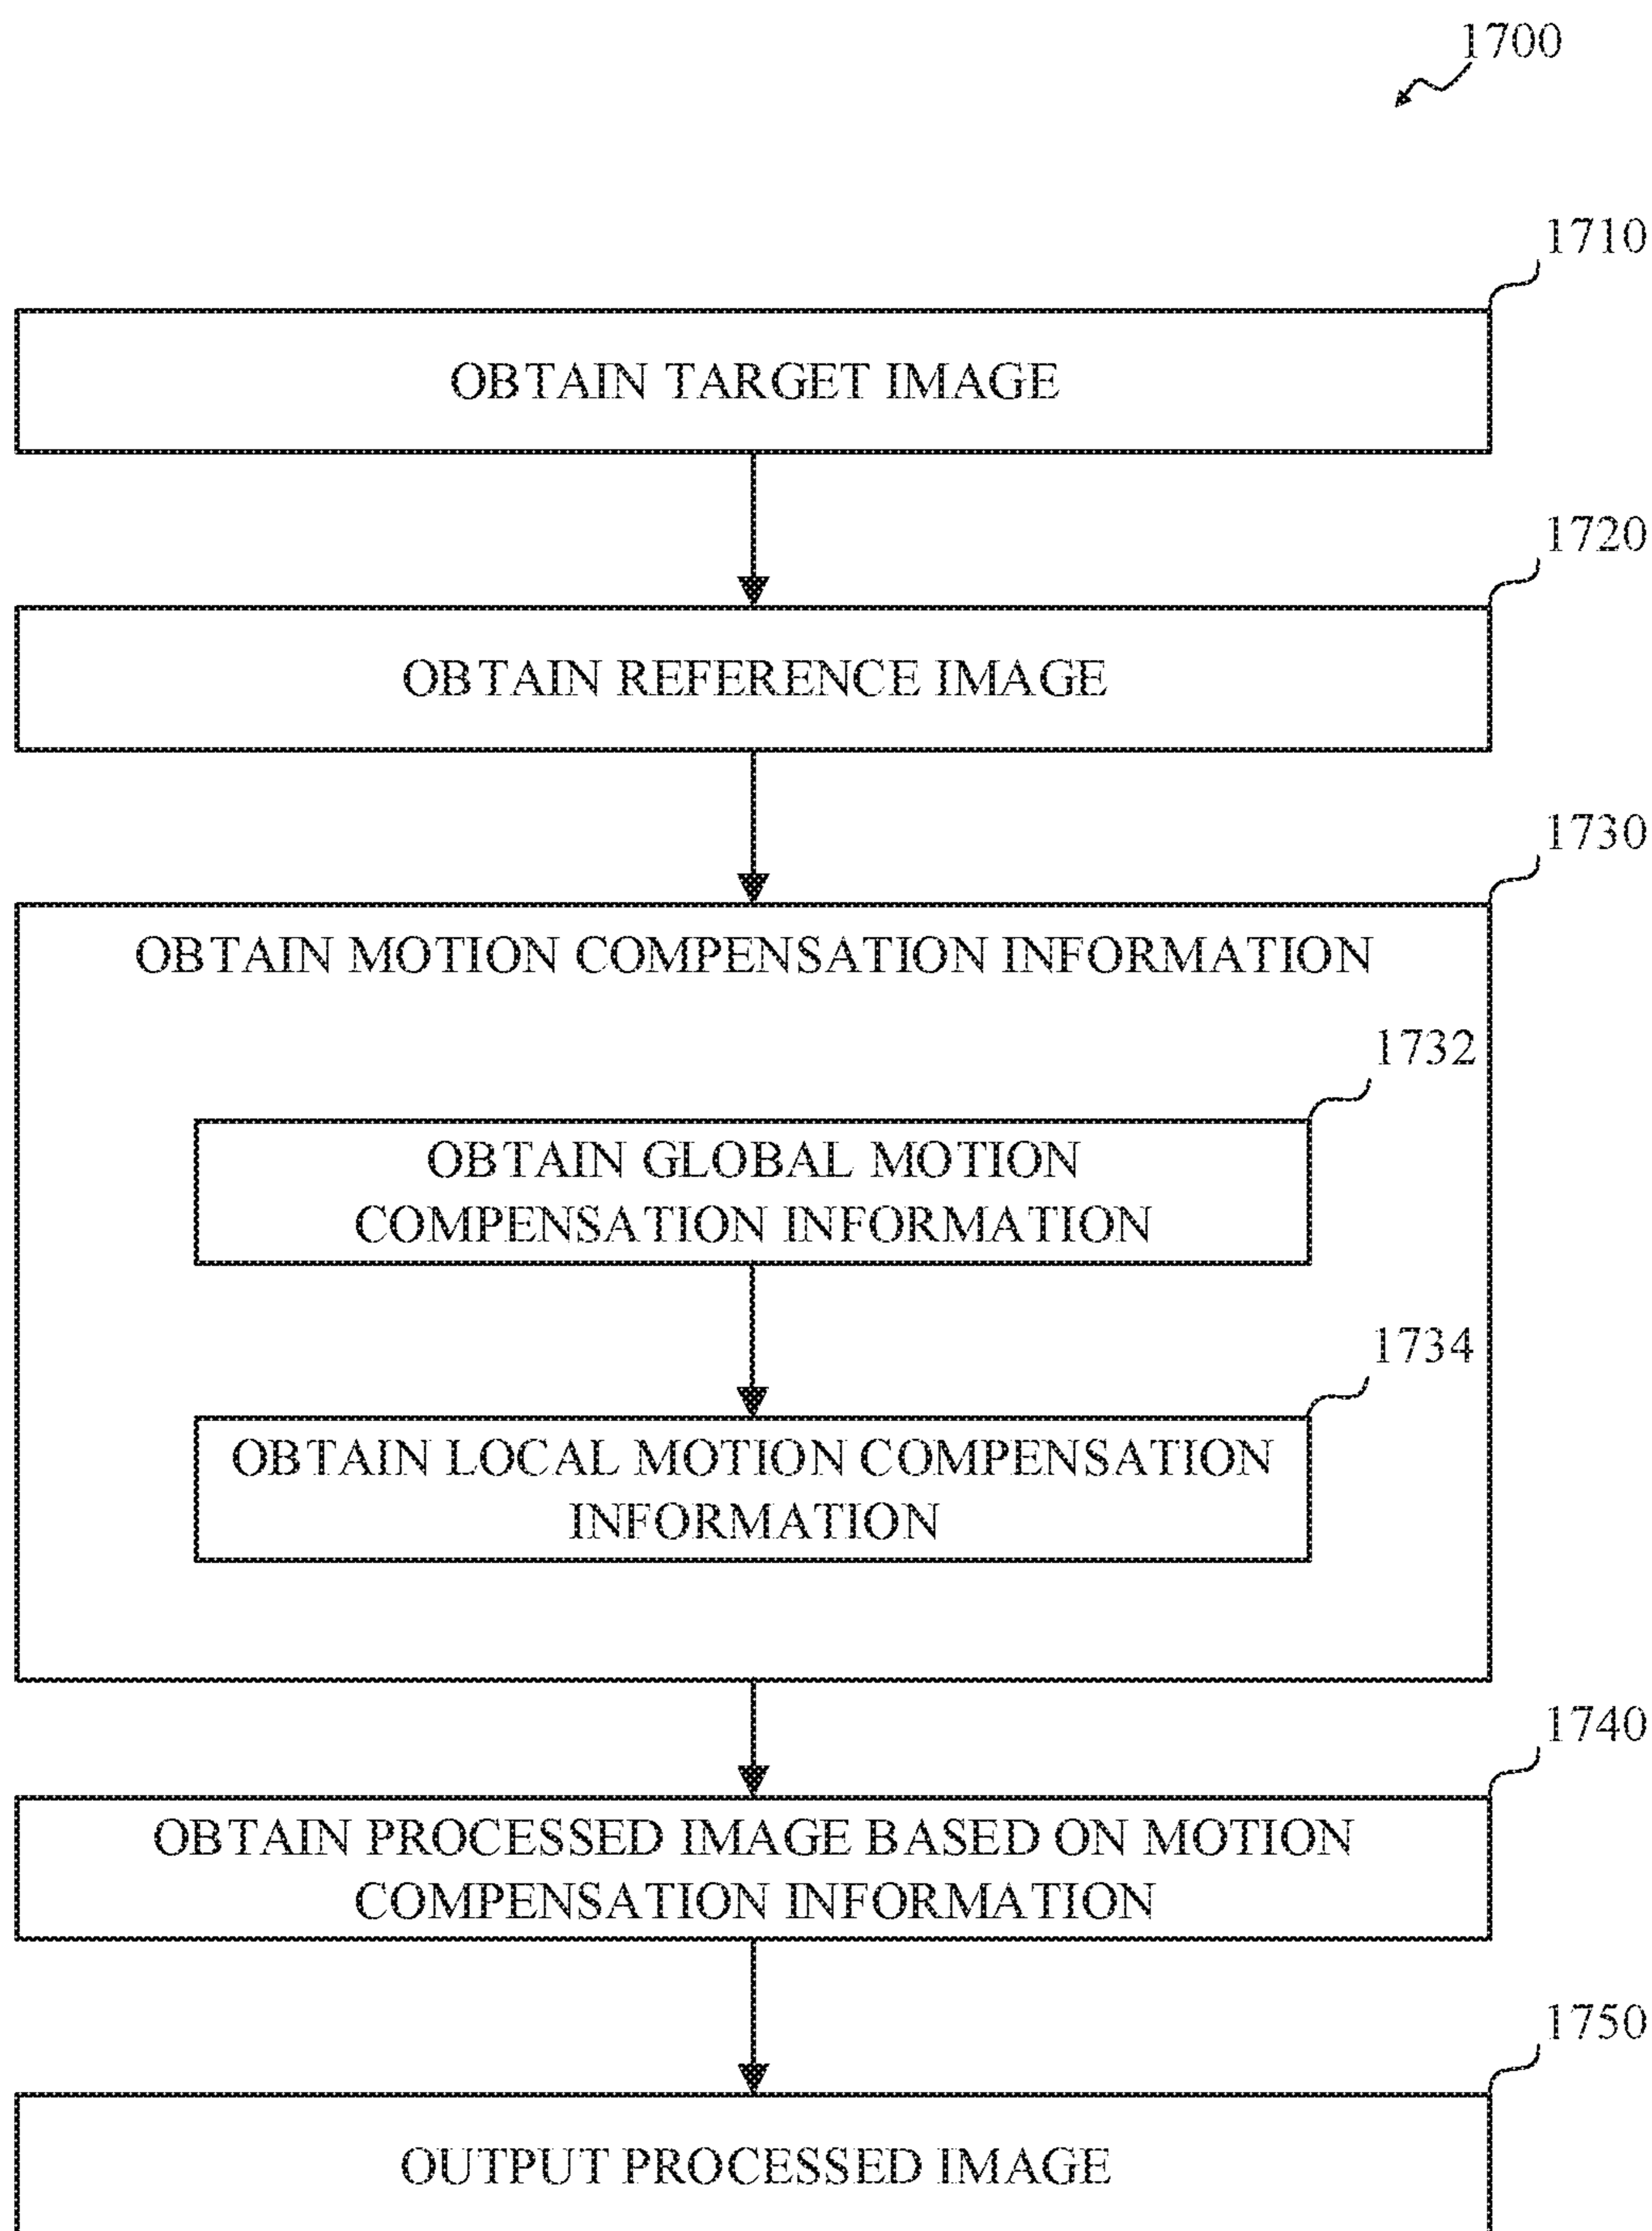 1700
1710
OBTAIN TARGET IMAGE
1720
OBTAIN REFERENCE IMAGE
1730
OBTAIN MOTION COMPENSATION INFORMATION
1732
OBTAIN GLOBAL MOTION
COMPENSATION INFORMATION
1734
OBTAIN LOCAL MOTION COMPENSATION
INFORMATION
1740
OBTAIN PROCESSED IMAGE BASED ON MOTION
COMPENSATION INFORMATION
1750
OUTPUT PROCESSED IMAGE